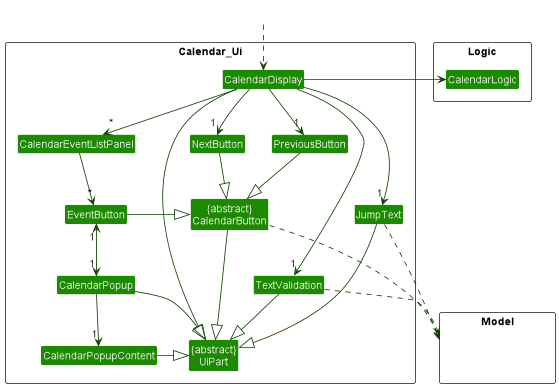 Calendar_Ui
Logic
CalendarDisplay
CalendarLogic
*
1
1
CalendarEventListPanel
NextButton
PreviousButton
*
1
EventButton
{abstract}
CalendarButton
JumpText
1
1
1
CalendarPopup
TextValidation
Model
1
CalendarPopupContent
{abstract}
UiPart